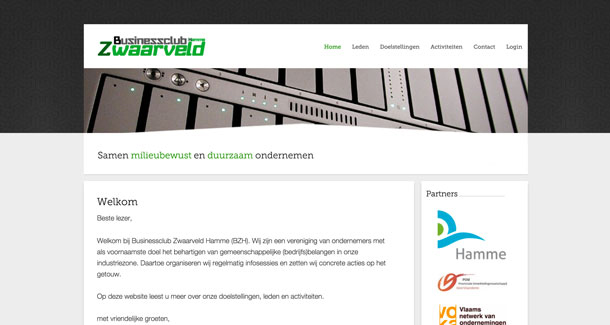 Businessclub
Zwaarveld
Home Leden Doelstellingen Activiteiten Contact Login
Samen milieubewust en duurzaam ondernemen
Welkom
Beste lezer,
Welkom bij Businessclub Zwaarveld Hamme (BZH). Wij zijn een vereniging van ondernemers met
als voornaamste doel het behartigen van gemeenschappelijke (bedrijfs)belangen in onze
industriezone. Daartoe organiseren wij regelmatig infosessies en zetten wij concrete acties op het
getouw.
Op deze website leest u meer over onze doelstellingen, leden en activiteiten.
met vriendelijke groeten,
Partners
Hamme
POM
Vlaams
netwerk van
ondernemingen